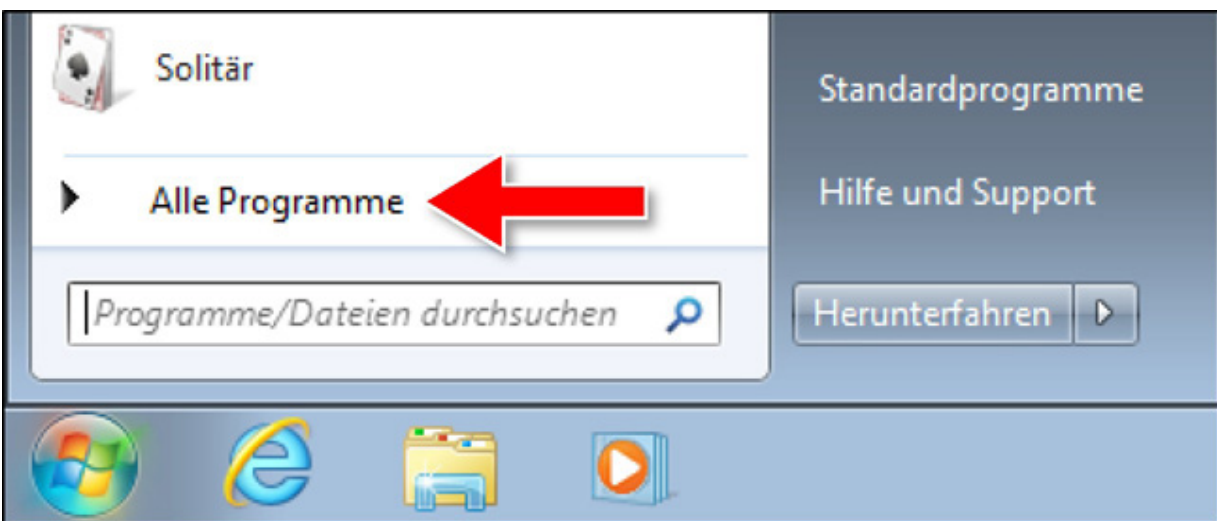 Solitär
Alle Programme
Programme/Dateien durchsuchen
Standardprogramme
Hilfe und Support
Herunterfahren